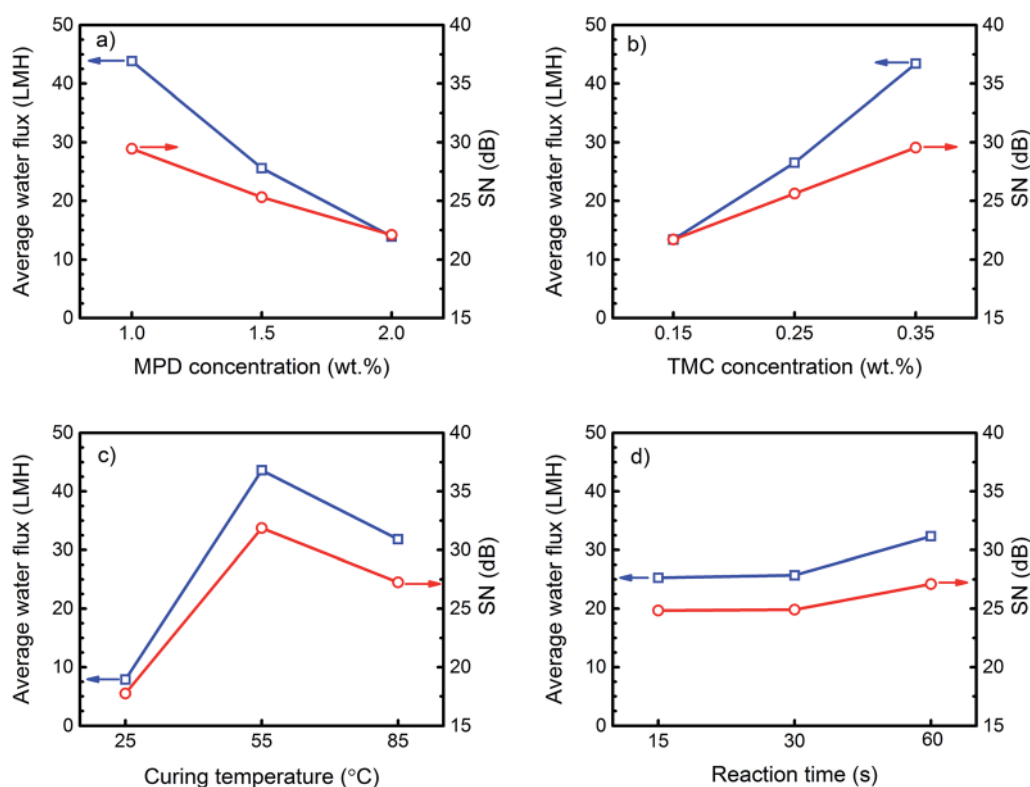 a)
Average water flux (LMH)
50
40
30
20
10
0
40
35
30
25
20
15
SN (dB)
1.0 1.5 2.0
MPD concentration (wt.%)
b)
Average water flux (LMH)
50
40
30
20
10
0
40
35
30
25
20
15
SN (dB)
0.15 0.25 0.35
TMC concentration (wt.%)
c)
Average water flux (LMH)
50
40
30
20
10
0
40
35
30
25
20
15
SN (dB)
25 55 85
Curing temperature (°C)
d)
Average water flux (LMH)
50
40
30
20
10
0
40
35
30
25
20
15
SN (dB)
15 30 60
Reaction time (s)